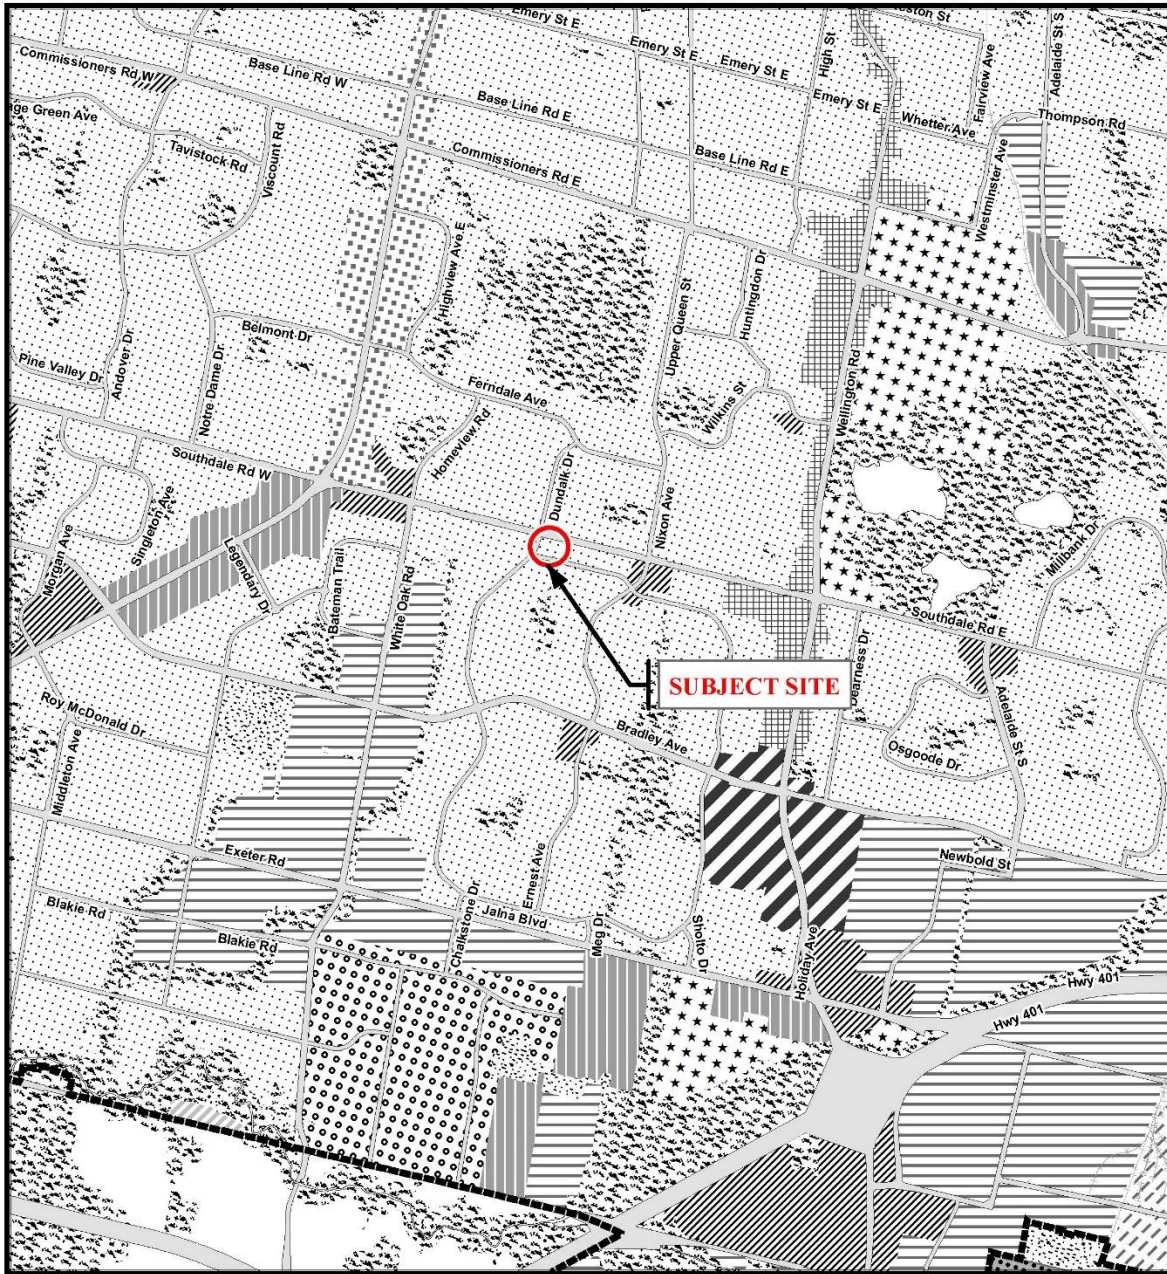 Emery St E
Commissioners Rd W
Base Line Rd W
Emery St E
High St
Adelaide St S
Emery St E
Fairview Ave
Base Line Rd E
Emery St E
Whetter Ave
Thompson Rd
Tavistock Rd
Viscount Rd
Commissioners Rd E
Base Line Rd E
Westminster Ave
Highview Ave E
Upper Queen St
Huntingdon Dr
Andover Dr
Belmont Dr
Pine Valley Dr
Notre Dame Dr
Ferndale Ave
Wilkins St
Wellington Rd
Homeview Rd
Southdale Rd W
Dundalk Dr
Nixon Ave
Singleton Ave
Morgan Ave
Millbank Dr
Legendary Dr
Bateman Trail
White Oak Rd
Southdale Rd E
SUBJECT SITE
Dearness Dr
Adelaide St S
Roy McDonald Dr
Middleton Ave
Bradley Ave
Osgoode Dr
Exeter Rd
Newbold St
Ernest Ave
Blakie Rd
Chalkstone Dr
Jalna Blvd
Blakie Rd
Meg Dr
Sholto Dr
Holiday Ave
Hwy 401
Hwy 401